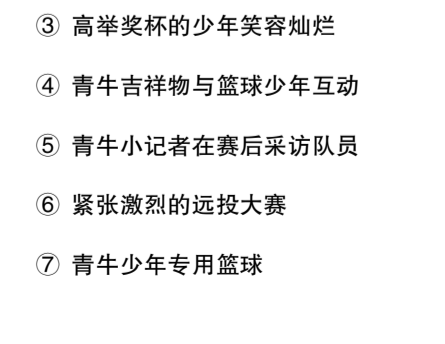 ③ 高举奖杯的少年笑容灿烂
④ 青牛吉祥物与篮球少年互动
⑤ 青牛小记者在赛后采访队员
⑥ 紧张激烈的远投大赛
⑦ 青牛少年专用篮球